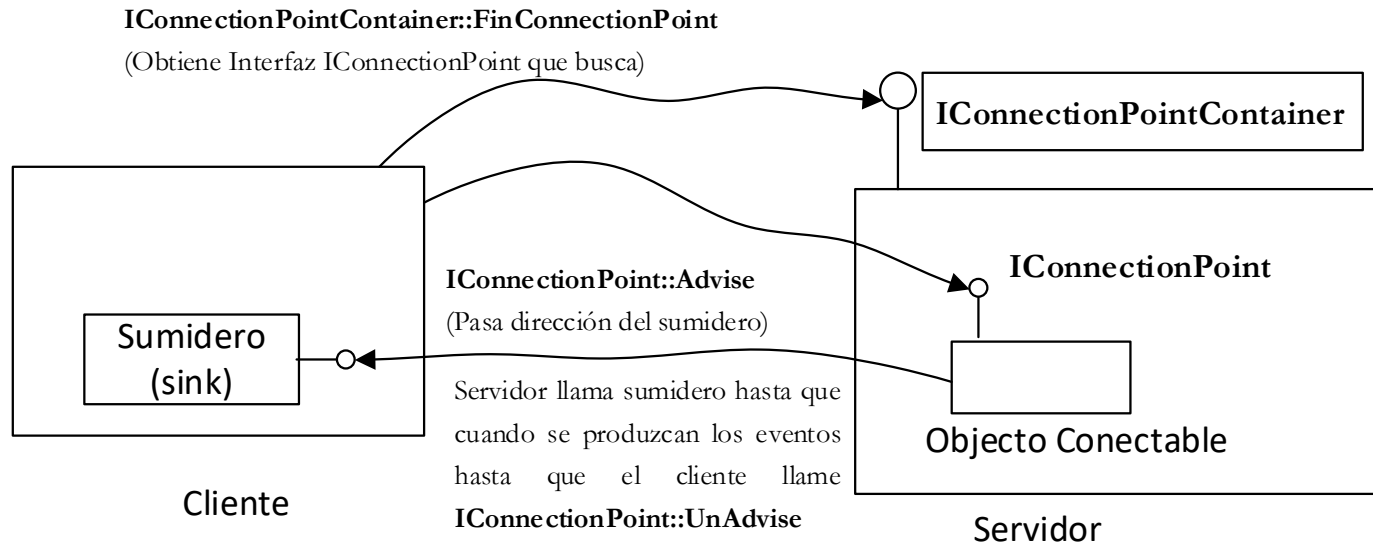 IConnectionPointContainer::FinConnectionPoint
(Obtiene Interfaz IConnectionPoint que busca)
IConnectionPointContainer
IConnectionPoint
IConnectionPoint::Advise
(Pasa dirección del sumidero)
Sumidero
(sink)
Servidor llama sumidero hasta que
cuando se produzcan los eventos
hasta que el cliente llame
IConnectionPoint::UnAdvise
Objecto Conectable
Cliente
Servidor